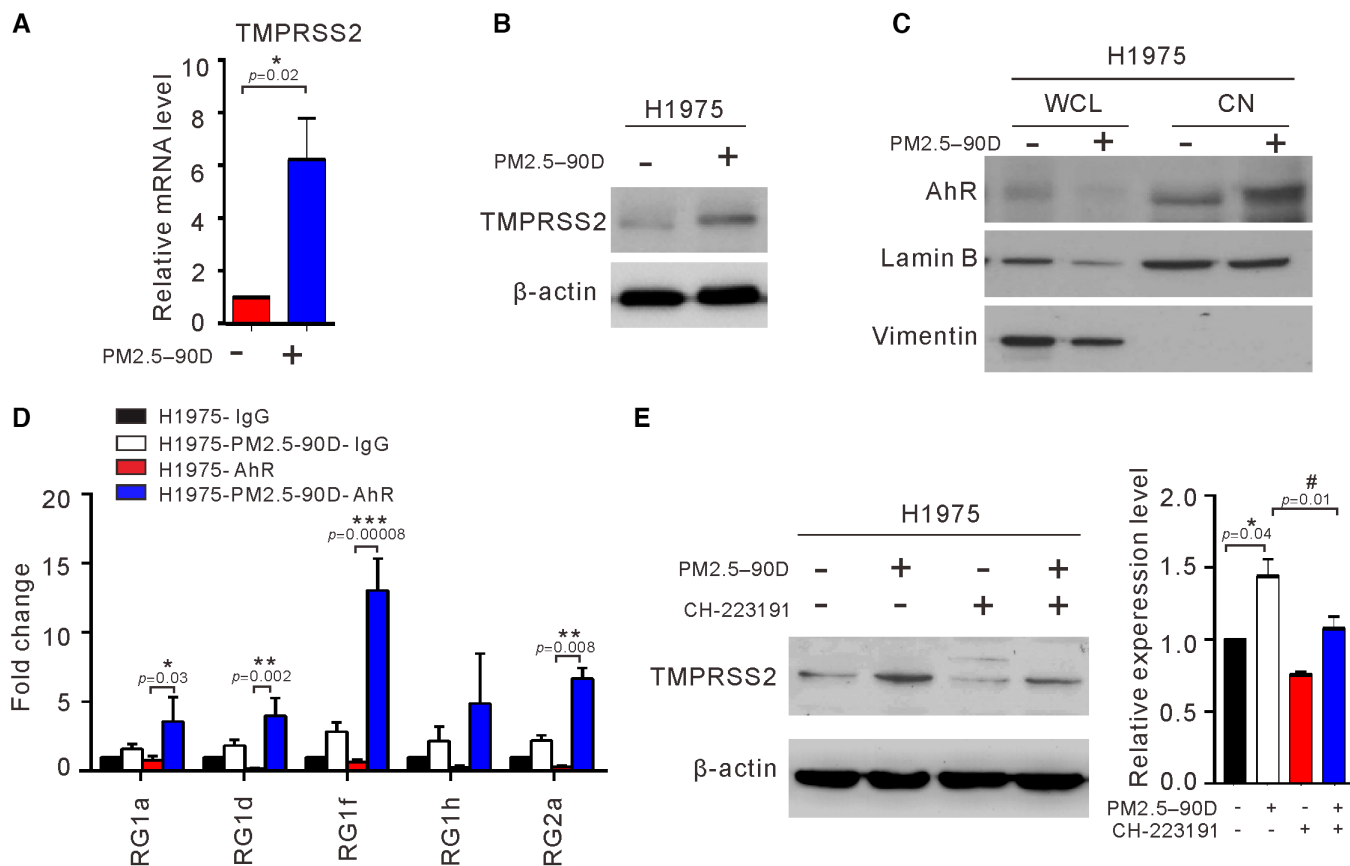 A
TMPRSS2
Relative mRNA level
10
8
6
4
2
0
*
p=0.02
PM2.5–90D - +
B
H1975
PM2.5–90D - +
TMPRSS2
β-actin
C
H1975
WCL CN
PM2.5–90D - + - +
AhR
Lamin B
Vimentin
D
H1975- IgG
H1975-PM2.5-90D- IgG
H1975- AhR
H1975-PM2.5-90D-AhR
Fold change
20
15
10
5
0
*
p=0.03
**
p=0.002
***
p=0.00008
**
p=0.008
RG1a
RG1d
RG1f
RG1h
RG2a
E
H1975
PM2.5–90D - + - +
CH-223191 - - + +
TMPRSS2
β-actin
Relative experession level
2.0
1.5
1.0
0.5
0.0
*
p=0.04
#
p=0.01
PM2.5–90D - + - +
CH-223191 - - + +